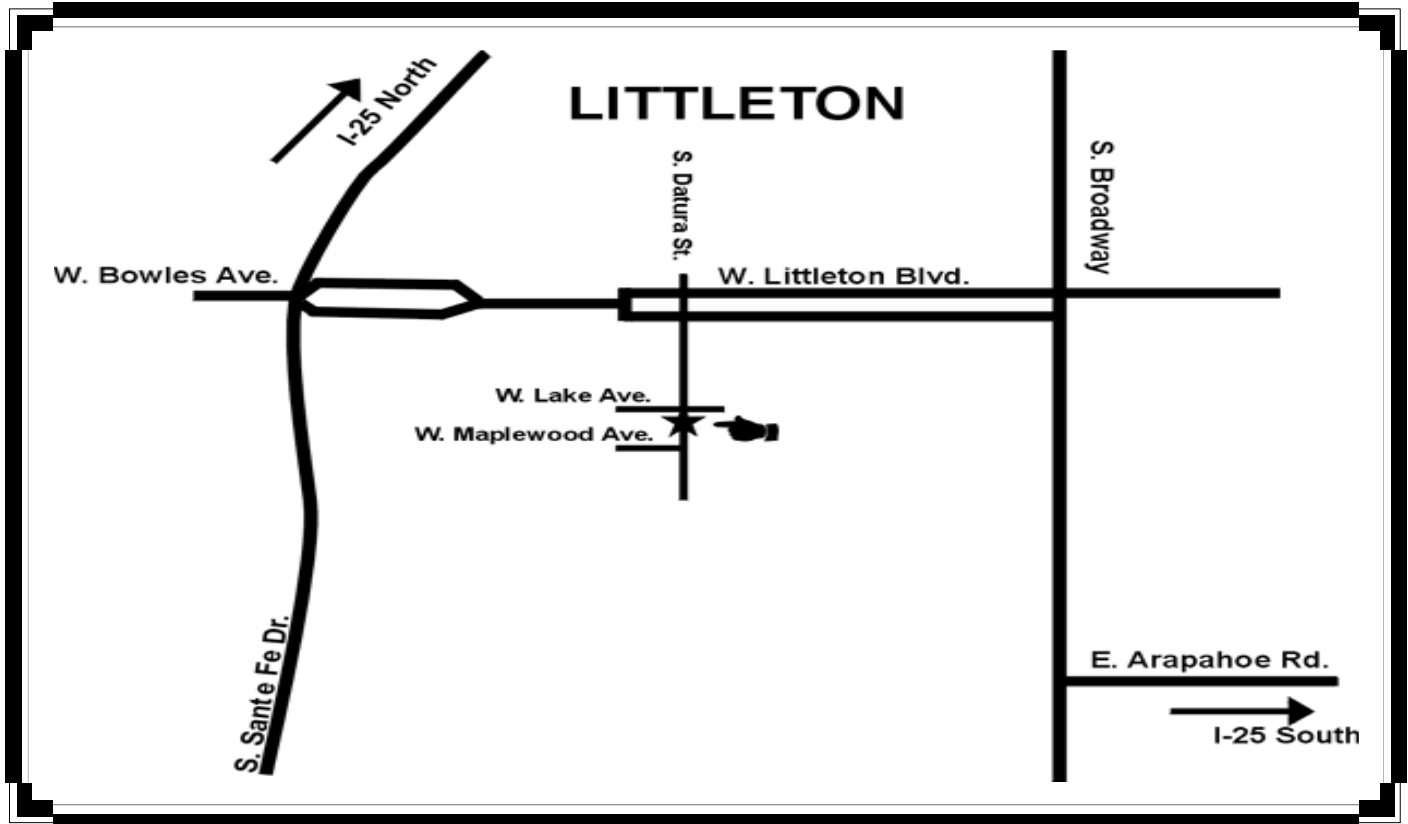 I-25 North
LITTLETON
S. Datura St.
S. Broadway
W. Bowles Ave.
W. Littleton Blvd.
W. Lake Ave.
W. Maplewood Ave.
S. Sante Fe Dr.
E. Arapahoe Rd.
I-25 South